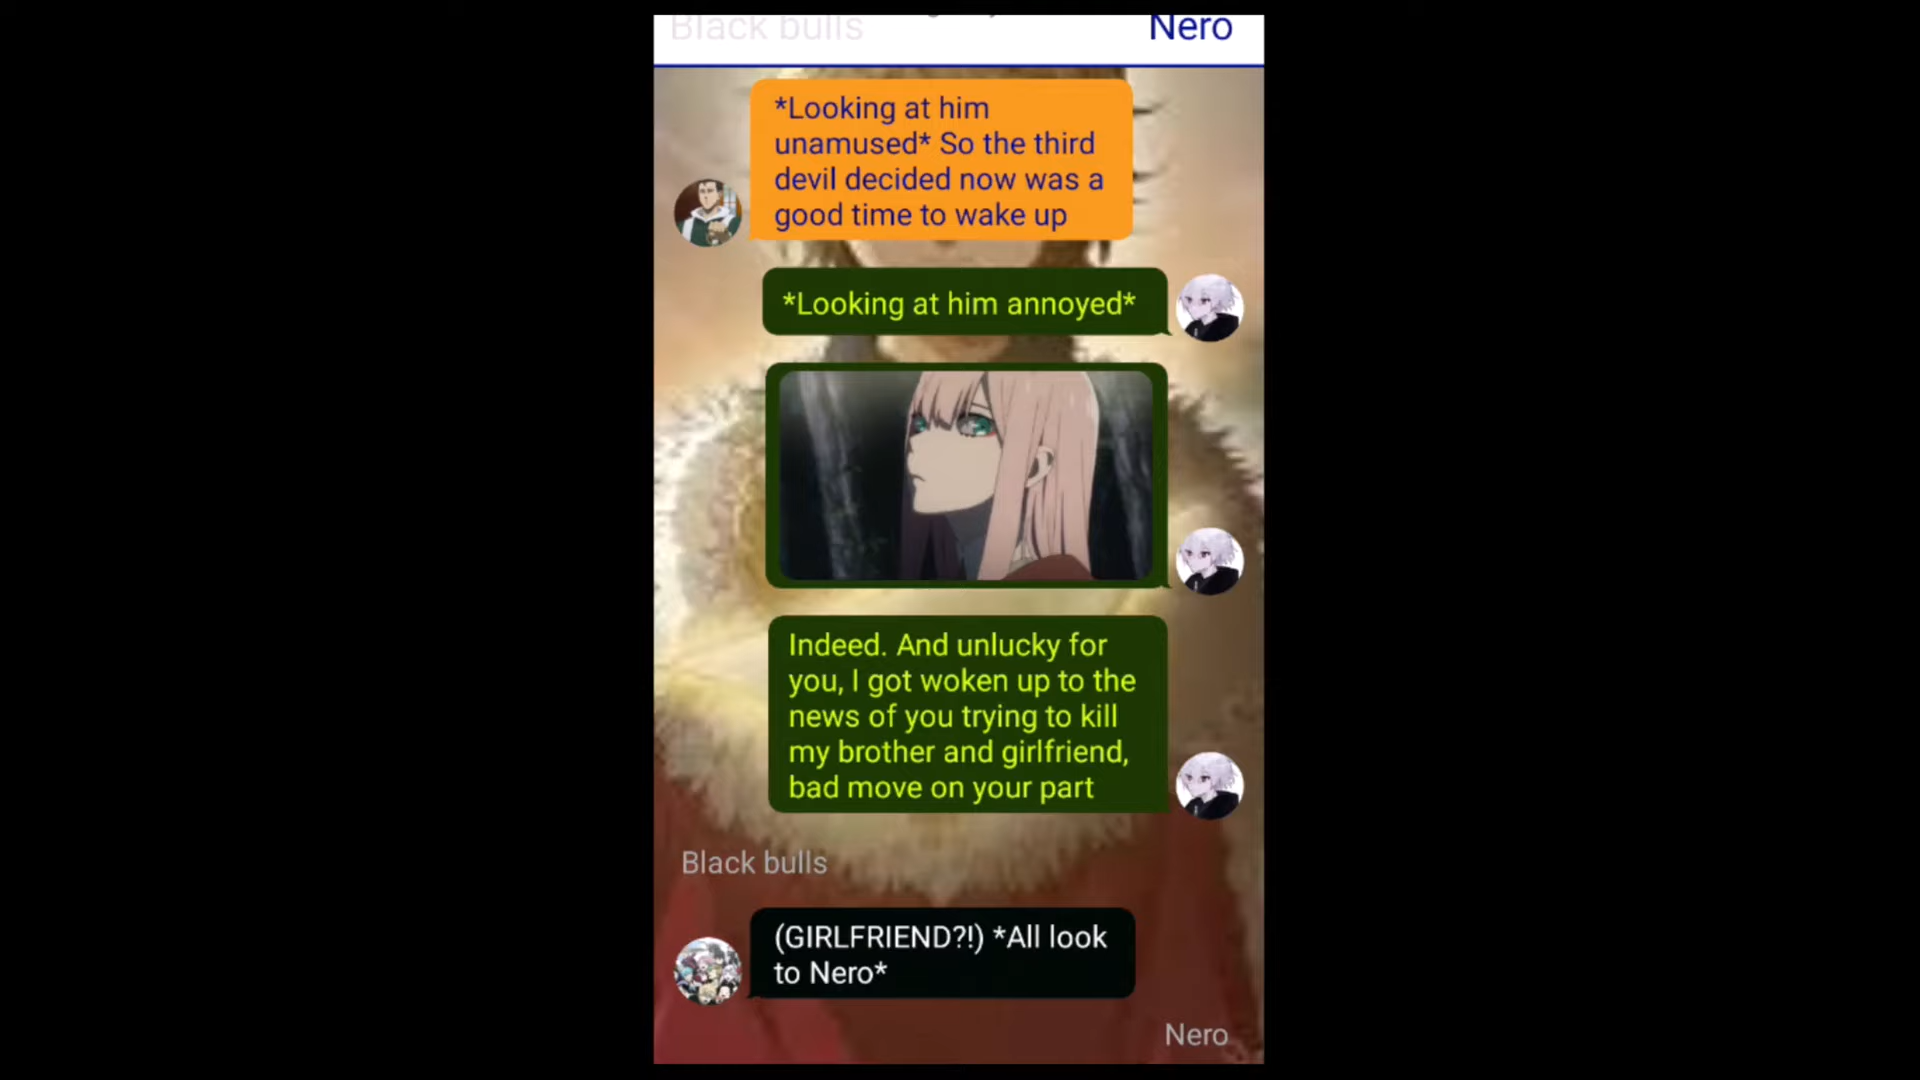 Black bulls
Nero
*Looking at him
unamused* So the third
devil decided now was a
good time to wake up
*Looking at him annoyed*
Indeed. And unlucky for
you, I got woken up to the
news of you trying to kill
my brother and girlfriend,
bad move on your part
Black bulls
(GIRLFRIEND?!) *All look
to Nero*
Nero